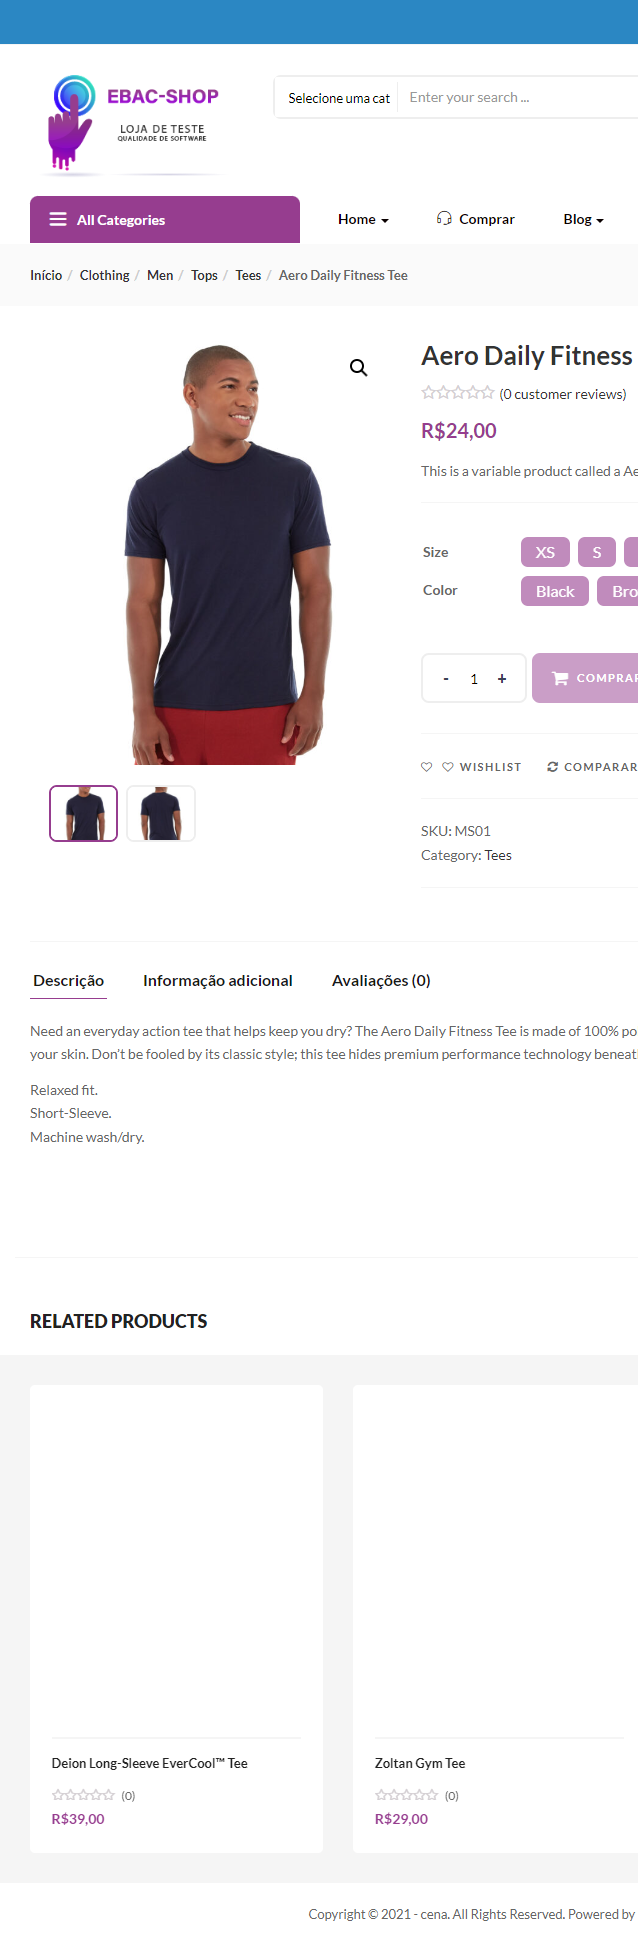 EBAC-SHOP
LOJA DE TESTE
QUALIDADE DE SOFTWARE
Selecione uma cat
Enter your search ...
All Categories
Home
Comprar
Blog
Início / Clothing / Men / Tops / Tees / Aero Daily Fitness Tee
Aero Daily Fitness
(0 customer reviews)
R$24,00
This is a variable product called a Ae
Size XS S
Color Black Bro
- 1 + COMPRAR
WISHLIST COMPARAR
SKU: MS01
Category: Tees
Descrição Informação adicional Avaliações (0)
Need an everyday action tee that helps keep you dry? The Aero Daily Fitness Tee is made of 100% po
your skin. Don't be fooled by its classic style; this tee hides premium performance technology beneat
Relaxed fit.
Short-Sleeve.
Machine wash/dry.
RELATED PRODUCTS
Deion Long-Sleeve EverCool™ Tee
(0)
R$39,00
Zoltan Gym Tee
(0)
R$29,00
Copyright © 2021 - cena. All Rights Reserved. Powered by